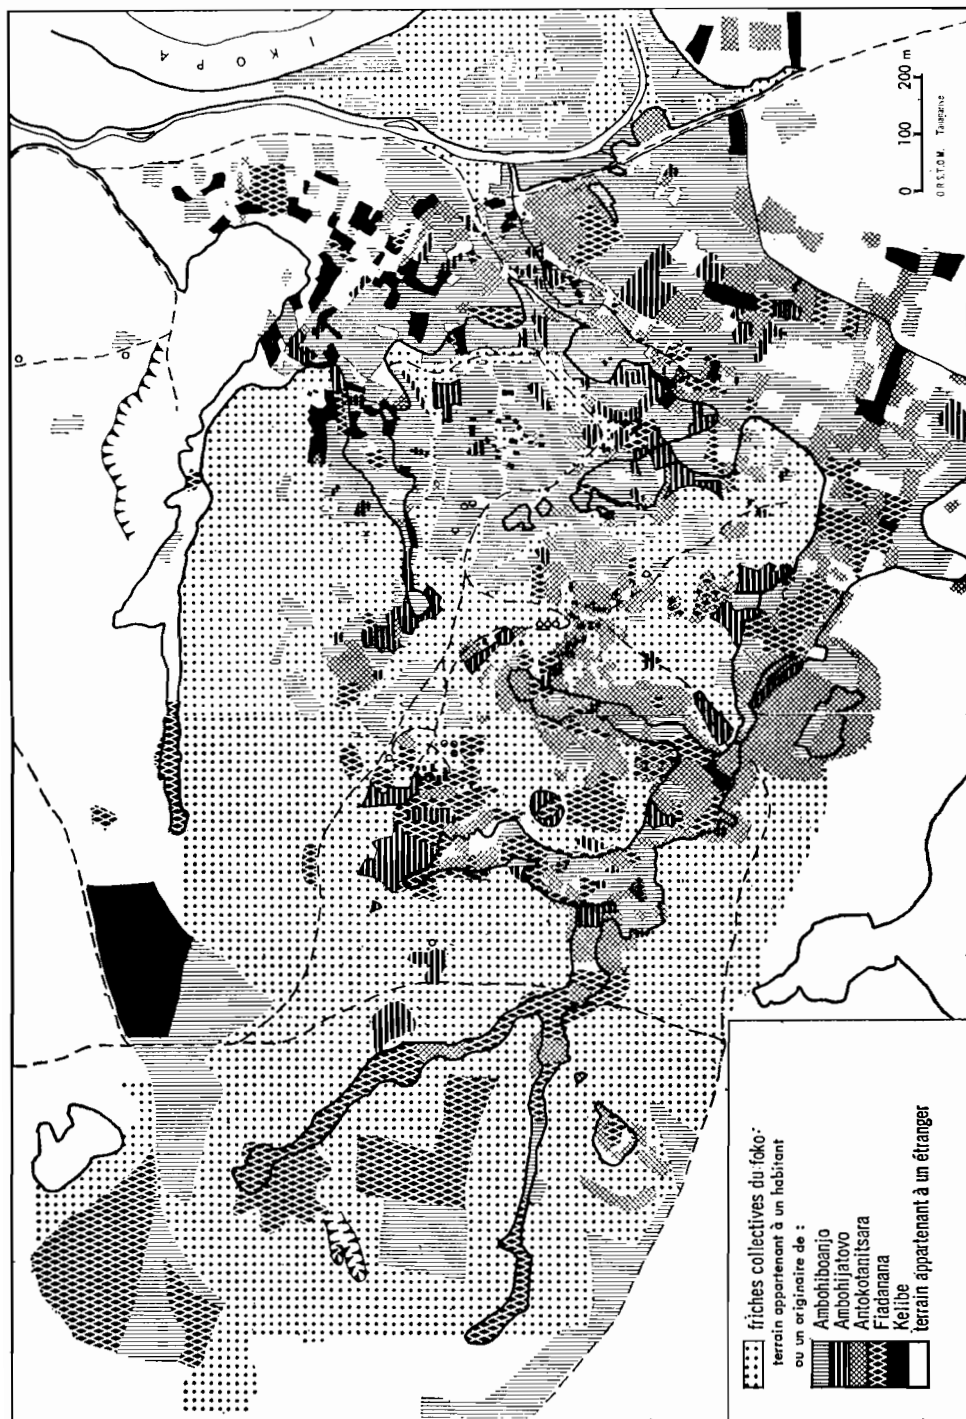 IKOPA
0 100 200 m
O.R.S.T.O.M. Tananarive
friches collectives du foko:
terrain appartenant à un habitant
ou un originaire de :
Ambohiboanjo
Ambohijatovo
Antokotanitsara
Fiadanana
Kelibe
terrain appartenant à un étranger